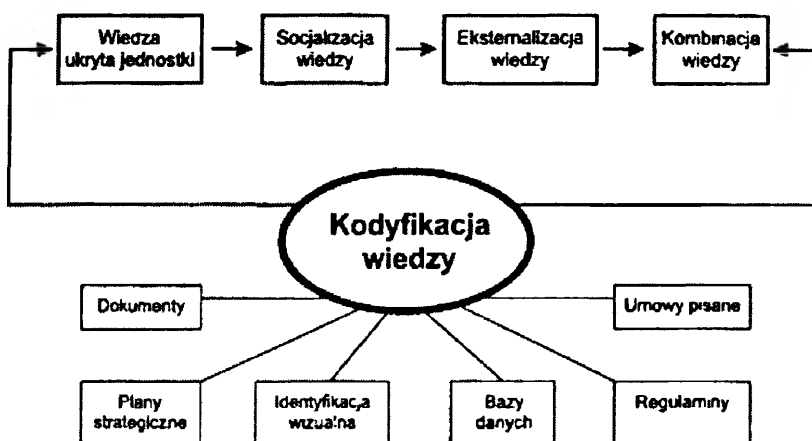 Wiedza
ukryta jednostki
Socjalizacja
wiedzy
Eksternalizacja
wiedzy
Kombinacja
wiedzy
Kodyfikacja
wiedzy
Dokumenty
Umowy pisane
Plany
strategiczne
Identyfikacja
wizualna
Bazy
danych
Regulaminy